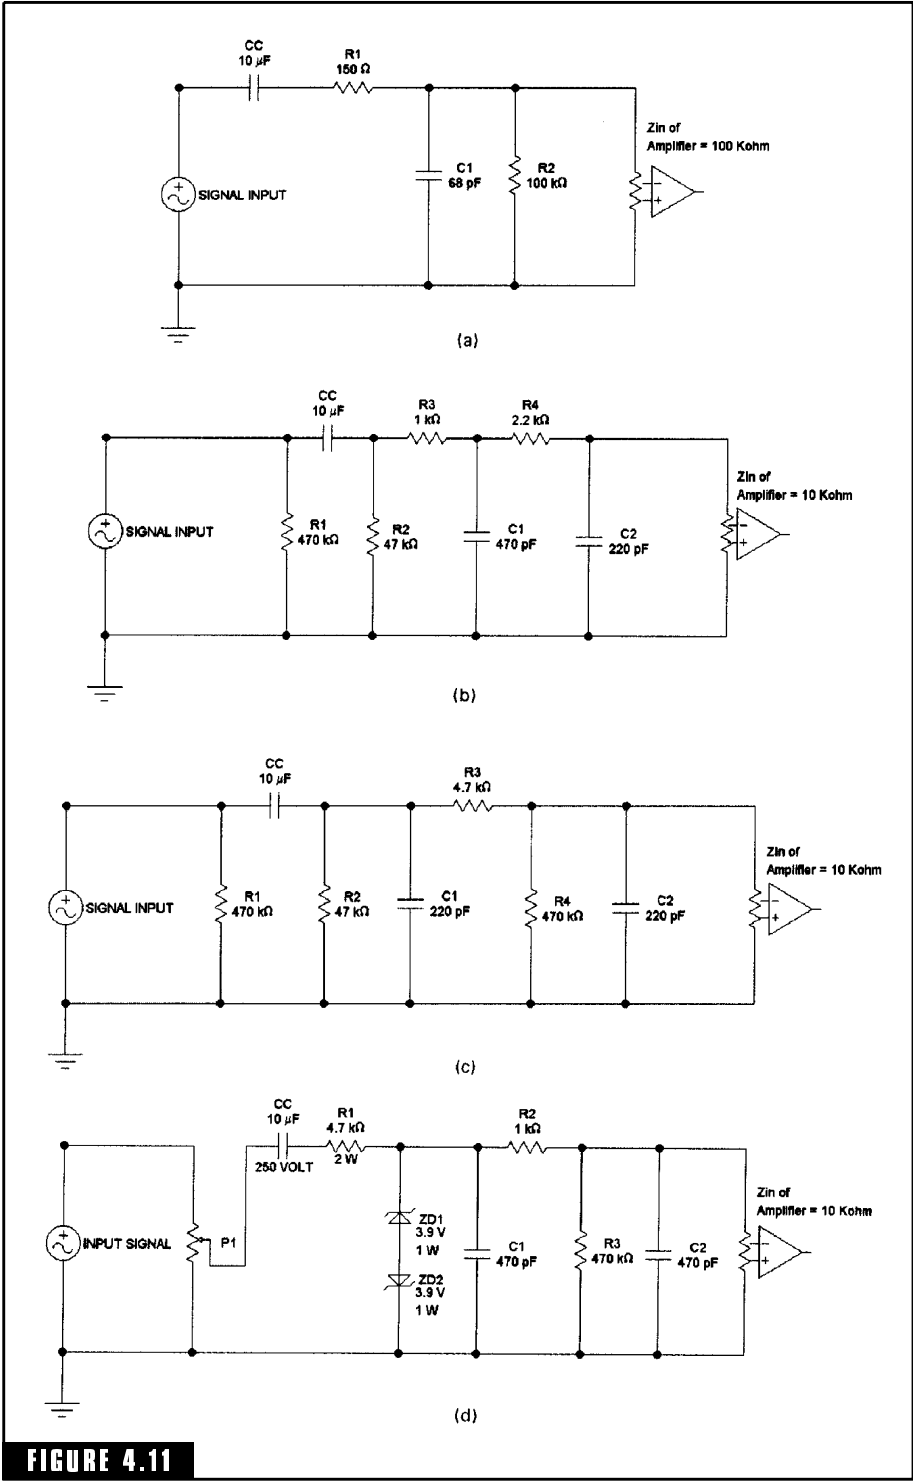 CC
10 µF
R1
150 Ω
C1
68 pF
R2
100 kΩ
Zin of
Amplifier = 100 Kohm
SIGNAL INPUT
−
+
(a)
CC
10 µF
R3
1 kΩ
R4
2.2 kΩ
Zin of
Amplifier = 10 Kohm
SIGNAL INPUT
R1
470 kΩ
R2
47 kΩ
C1
470 pF
C2
220 pF
−
+
(b)
CC
10 µF
R3
4.7 kΩ
Zin of
Amplifier = 10 Kohm
SIGNAL INPUT
R1
470 kΩ
R2
47 kΩ
C1
220 pF
R4
470 kΩ
C2
220 pF
−
+
(c)
CC
10 µF
250 VOLT
R1
4.7 kΩ
2 W
R2
1 kΩ
Zin of
Amplifier = 10 Kohm
INPUT SIGNAL
P1
ZD1
3.9 V
1 W
ZD2
3.9 V
1 W
C1
470 pF
R3
470 kΩ
C2
470 pF
−
+
(d)
FIGURE 4.11